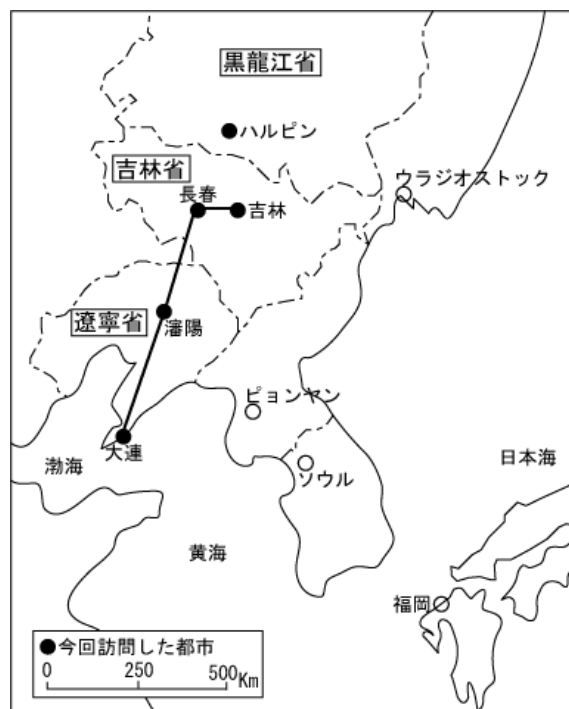 黒龍江省
ハルピン
吉林省
長春
吉林
ウラジオストック
遼寧省
瀋陽
ピョンヤン
大連
渤海
ソウル
日本海
黄海
福岡
●今回訪問した都市
0 250 500Km